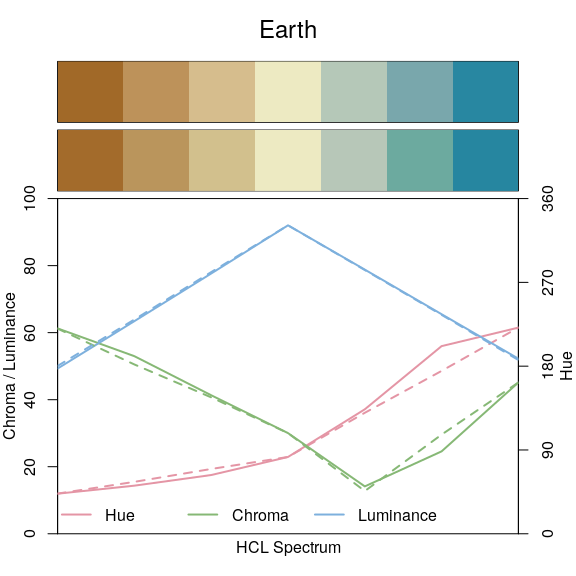 Earth
100
80
60
40
20
0
Chroma / Luminance
360
270
180
90
0
Hue
Hue
Chroma
Luminance
HCL Spectrum